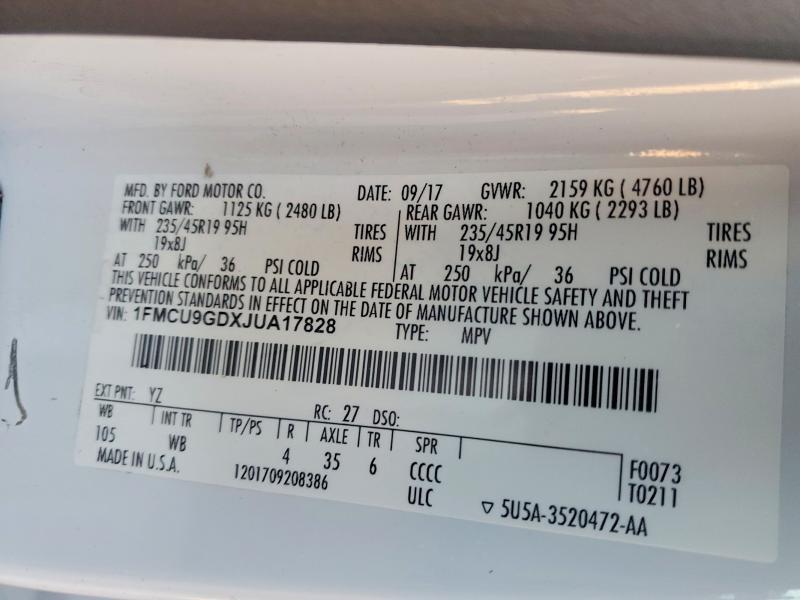 MFD. BY FORD MOTOR CO. DATE: 09/17 GVWR: 2159 KG ( 4760 LB)
FRONT GAWR: 1125 KG ( 2480 LB) REAR GAWR: 1040 KG ( 2293 LB)
WITH 235/45R19 95H TIRES WITH 235/45R19 95H TIRES
19x8J RIMS 19x8J RIMS
AT 250 kPa/ 36 PSI COLD AT 250 kPa/ 36 PSI COLD
THIS VEHICLE CONFORMS TO ALL APPLICABLE FEDERAL MOTOR VEHICLE SAFETY AND THEFT
PREVENTION STANDARDS IN EFFECT ON THE DATE OF MANUFACTURE SHOWN ABOVE.
VIN: 1FMCU9GDXJUA17828 TYPE: MPV
EXT PNT: YZ RC: 27 DSO:
WB INT TR TP/PS R AXLE TR SPR
105 WB 4 35 6 CCCC F0073
MADE IN U.S.A. 1201709208386 ULC T0211
5U5A-3520472-AA